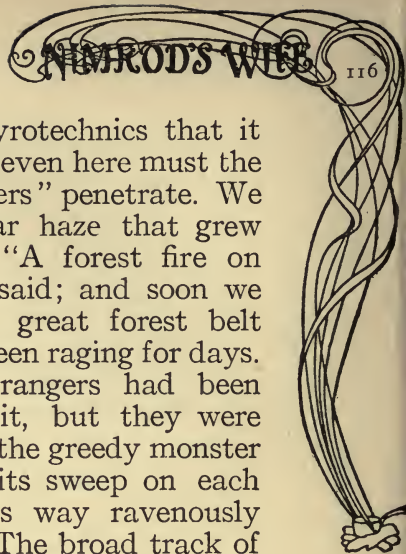 NIMROD'S WIFE
116
yrotechnics that it
even here must the
ers" penetrate. We
ar haze that grew
"A forest fire on
said; and soon we
great forest belt
een raging for days.
rangers had been
it, but they were
the greedy monster
its sweep on each
s way ravenously
The broad track of